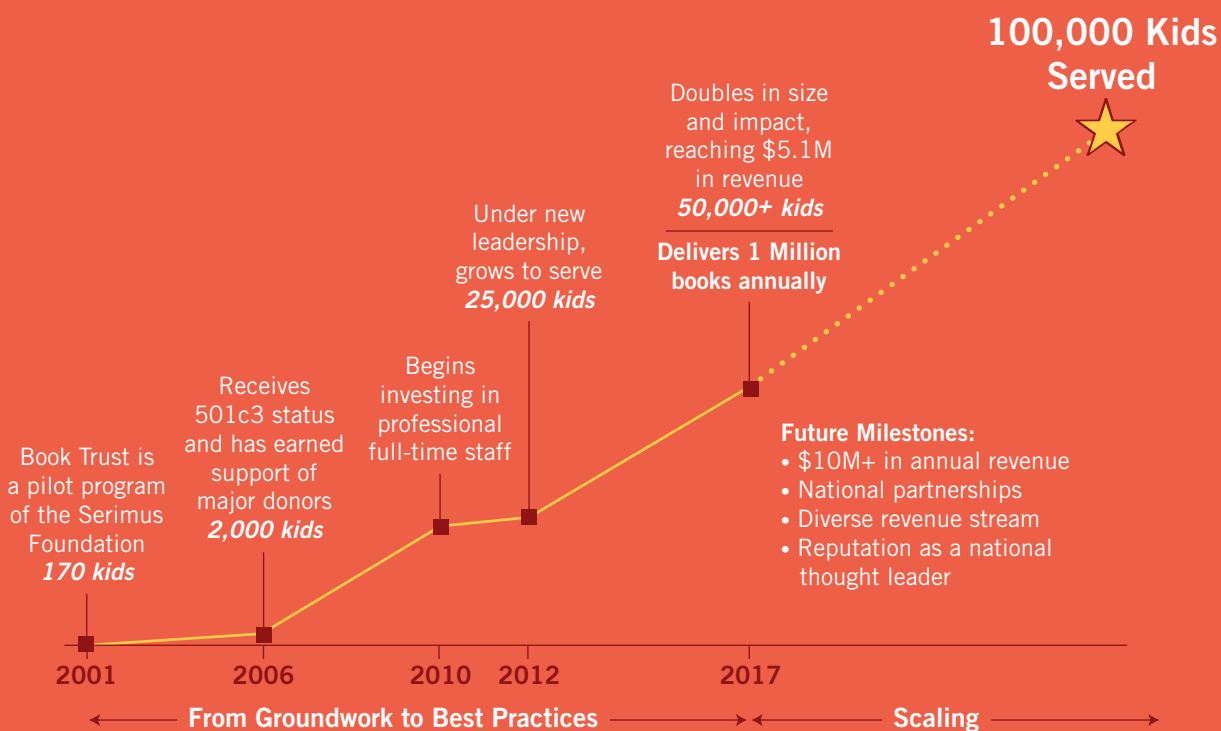 100,000 Kids
Served
Doubles in size
and impact,
reaching $5.1M
in revenue
50,000+ kids
Delivers 1 Million
books annually
Under new
leadership,
grows to serve
25,000 kids
Begins
investing in
professional
full-time staff
Receives
501c3 status
and has earned
support of
major donors
2,000 kids
Book Trust is
a pilot program
of the Serimus
Foundation
170 kids
Future Milestones:
• $10M+ in annual revenue
• National partnerships
• Diverse revenue stream
• Reputation as a national
thought leader
2001
2006
2010
2012
2017
From Groundwork to Best Practices
Scaling